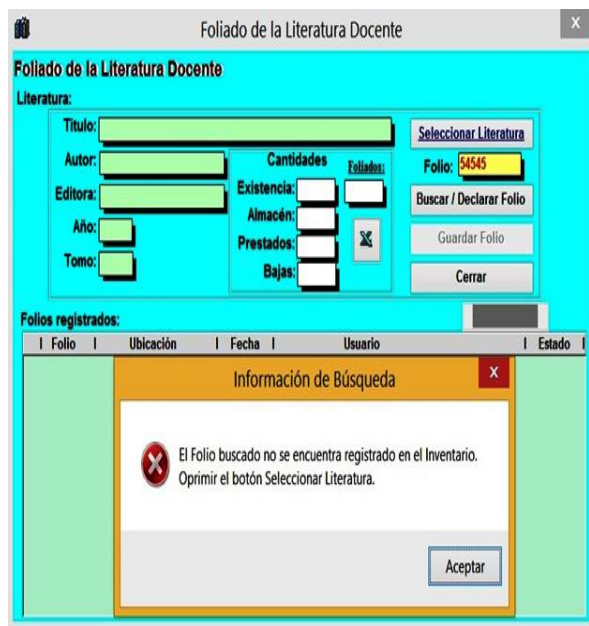 Foliado de la Literatura Docente
X
Foliado de la Literatura Docente
Literatura:
Título:
Seleccionar Literatura
Autor:
Cantidades
Foliados:
Folio: 54545
Editora:
Existencia:
Buscar / Declarar Folio
Año:
Almacén:
Prestados:
Guardar Folio
Tomo:
Bajas:
Cerrar
Folios registrados:
| Folio | Ubicación | Fecha | Usuario | Estado |
Información de Búsqueda
X
El Folio buscado no se encuentra registrado en el Inventario.
Oprimir el botón Seleccionar Literatura.
Aceptar